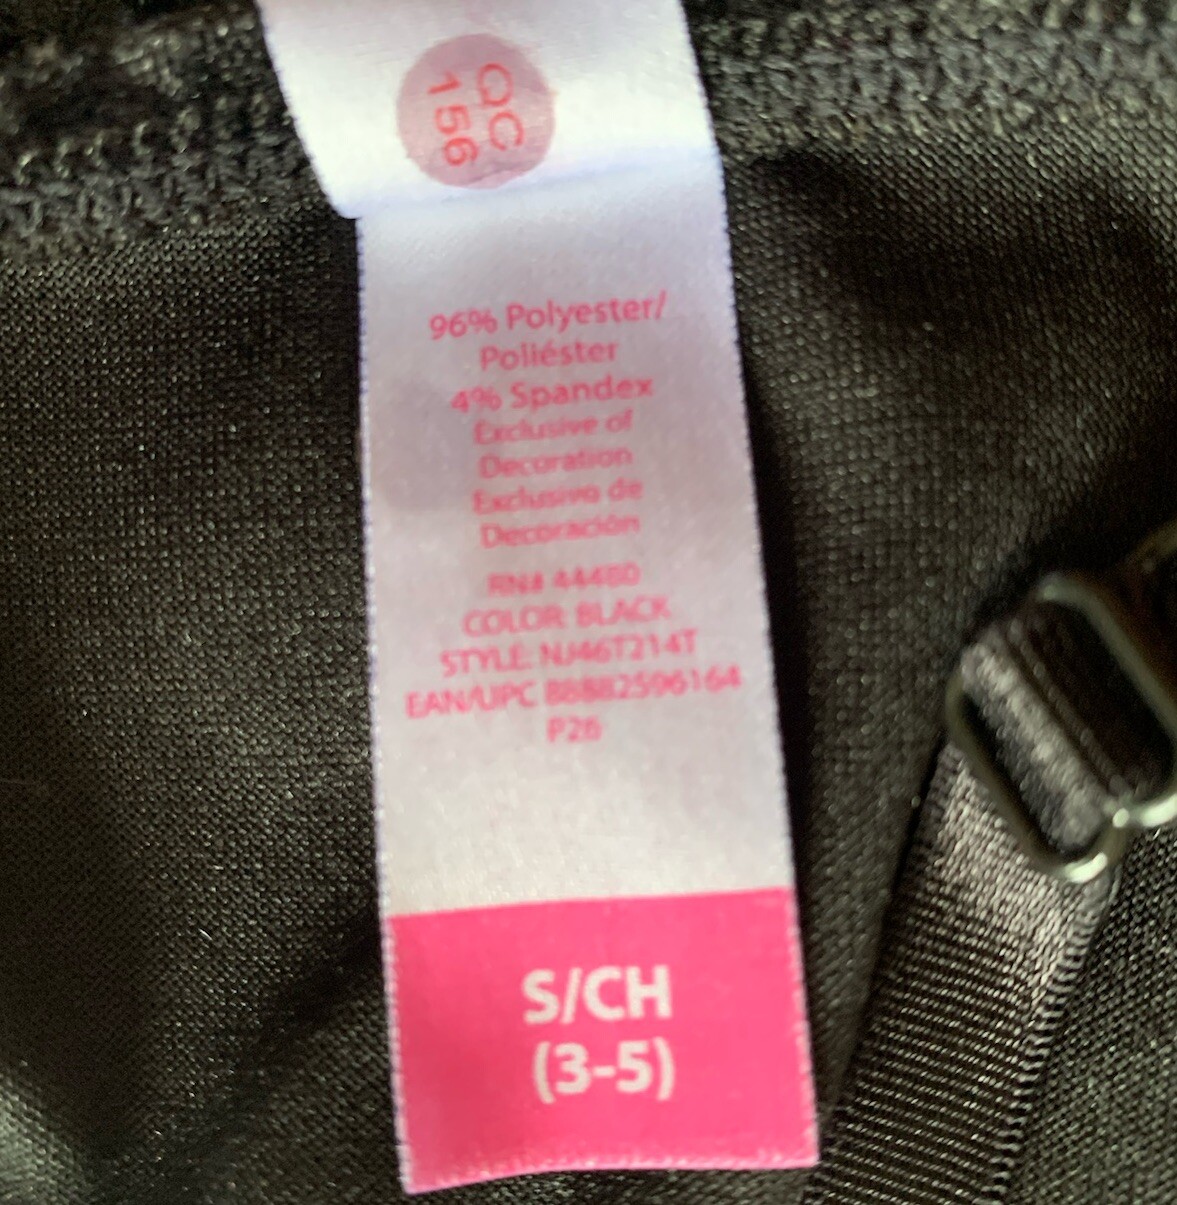 QC
156
96% Polyester/
Poliéster
4% Spandex
Exclusive of
Decoration
Exclusivo de
Decoración
RN# 44480
COLOR: BLACK
STYLE: NJ46T214T
EAN/UPC 88882596164
P26
S/CH
(3-5)